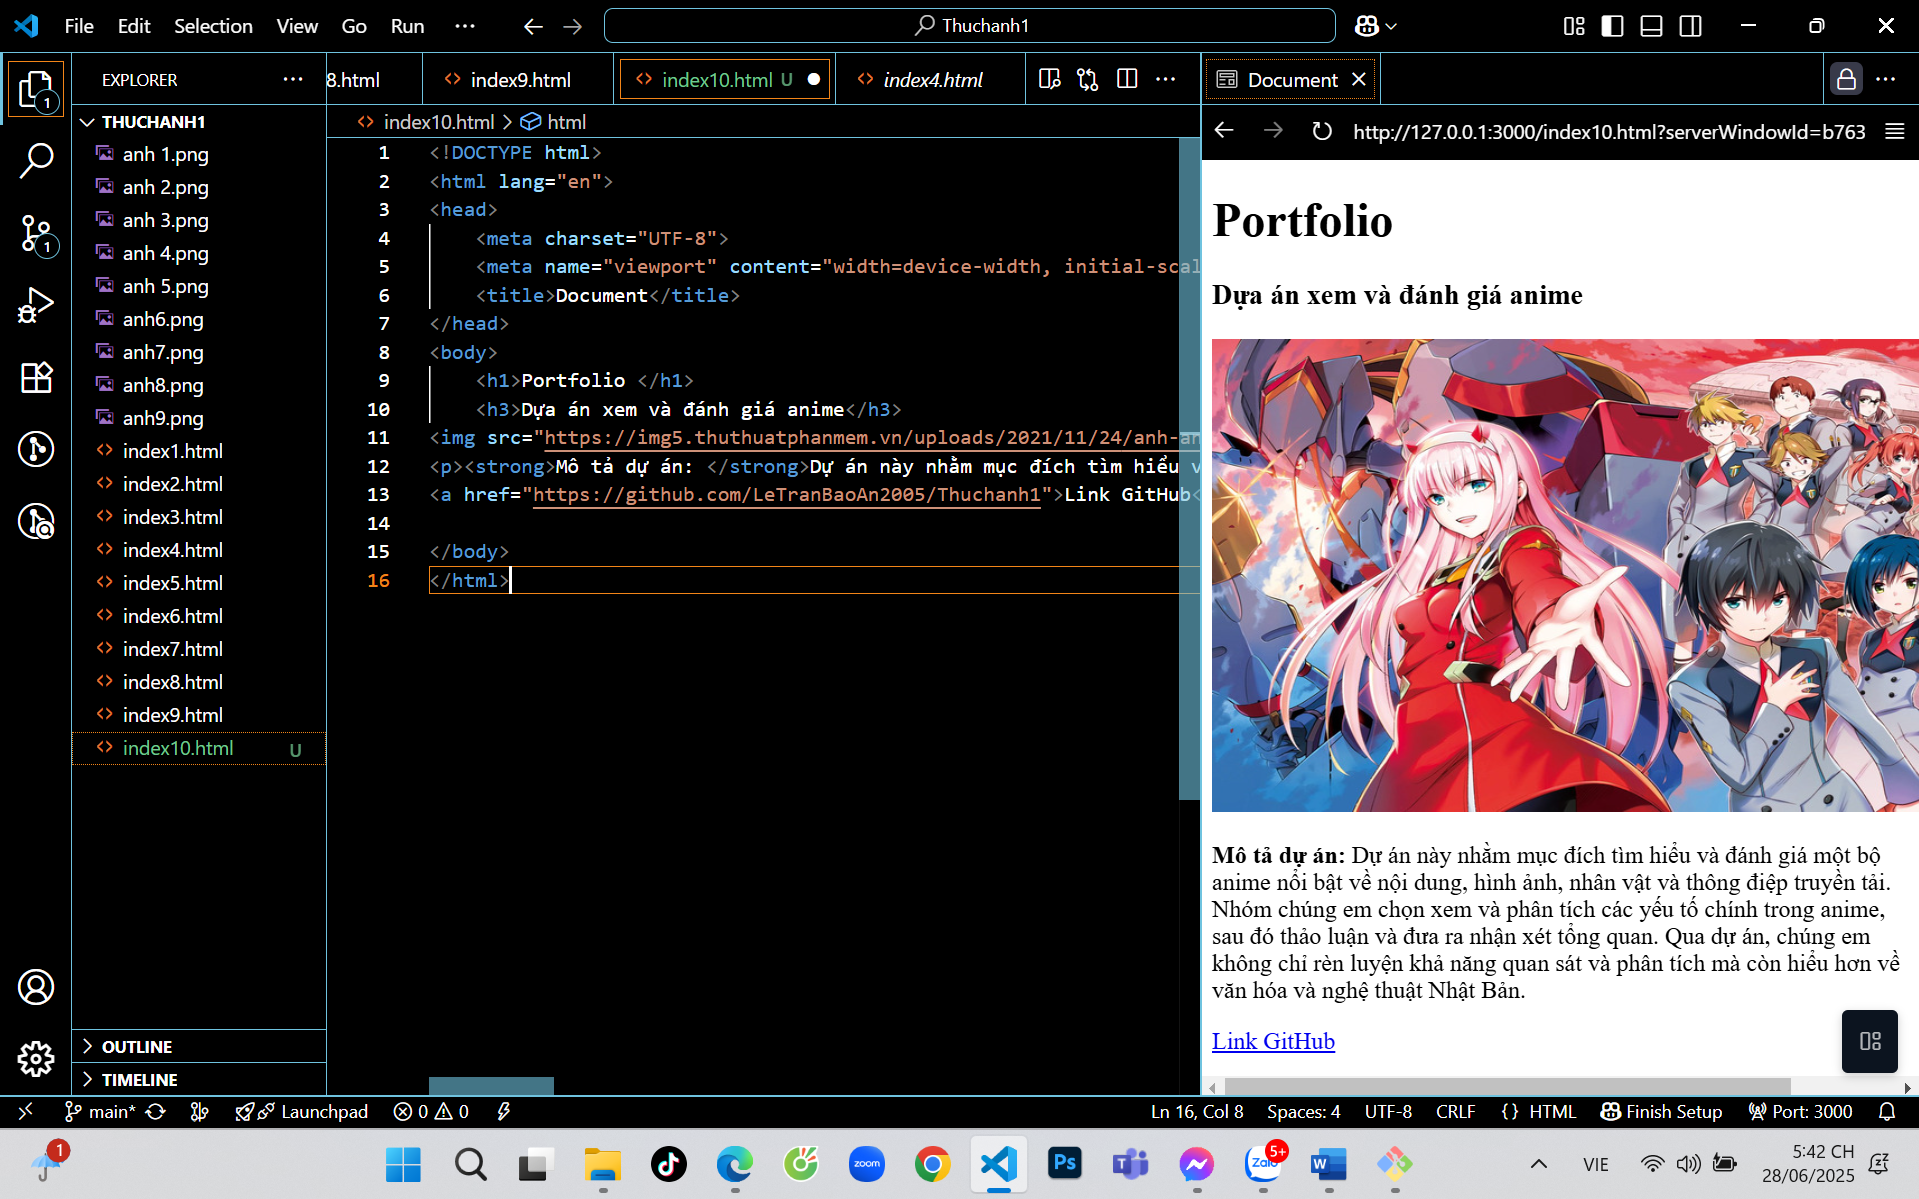 File Edit Selection View Go Run ··· Thuchanh1
EXPLORER ···
THUCHANH1
anh 1.png
anh 2.png
anh 3.png
anh 4.png
anh 5.png
anh6.png
anh7.png
anh8.png
anh9.png
index1.html
index2.html
index3.html
index4.html
index5.html
index6.html
index7.html
index8.html
index9.html
index10.html U
OUTLINE
TIMELINE
8.html index9.html index10.html U index4.html
index10.html > html
1 <!DOCTYPE html>
2 <html lang="en">
3 <head>
4 <meta charset="UTF-8">
5 <meta name="viewport" content="width=device-width, initial-scal
6 <title>Document</title>
7 </head>
8 <body>
9 <h1>Portfolio </h1>
10 <h3>Dựa án xem và đánh giá anime</h3>
11 <img src="https://img5.thuthuatphanmem.vn/uploads/2021/11/24/anh-an
12 <p><strong>Mô tả dự án: </strong>Dự án này nhằm mục đích tìm hiểu v
13 <a href="https://github.com/LeTranBaoAn2005/Thuchanh1">Link GitHub<
14
15 </body>
16 </html>
Document
http://127.0.0.1:3000/index10.html?serverWindowId=b763
Portfolio
Dựa án xem và đánh giá anime
Mô tả dự án: Dự án này nhằm mục đích tìm hiểu và đánh giá một bộ
anime nổi bật về nội dung, hình ảnh, nhân vật và thông điệp truyền tải.
Nhóm chúng em chọn xem và phân tích các yếu tố chính trong anime,
sau đó thảo luận và đưa ra nhận xét tổng quan. Qua dự án, chúng em
không chỉ rèn luyện khả năng quan sát và phân tích mà còn hiểu hơn về
văn hóa và nghệ thuật Nhật Bản.
Link GitHub
main* Launchpad 0 0 Ln 16, Col 8 Spaces: 4 UTF-8 CRLF {} HTML Finish Setup Port: 3000
1 zoom Ps Zalo 5+ W VIE 5:42 CH
28/06/2025